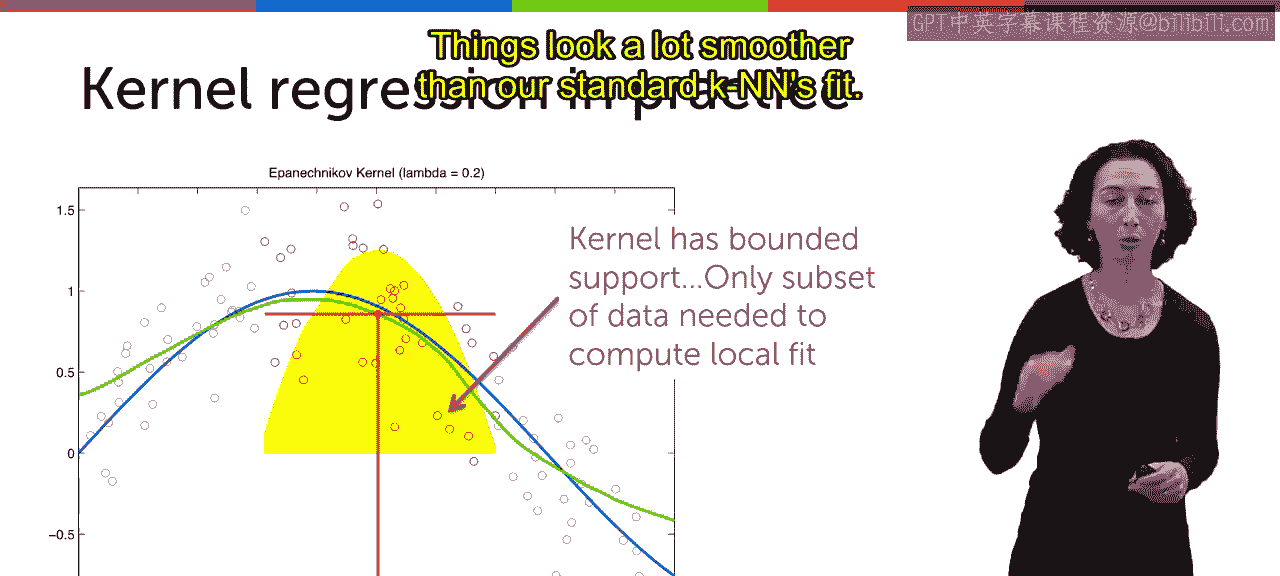 GPT中英字幕课程资源@bilibili.com
Things look a lot smoother
than our standard k-NN's fit.
Kernel regression in practice
Epanechnikov Kernel (lambda = 0.2)
1.5
1
0.5
0
−0.5
Kernel has bounded
support...Only subset
of data needed to
compute local fit